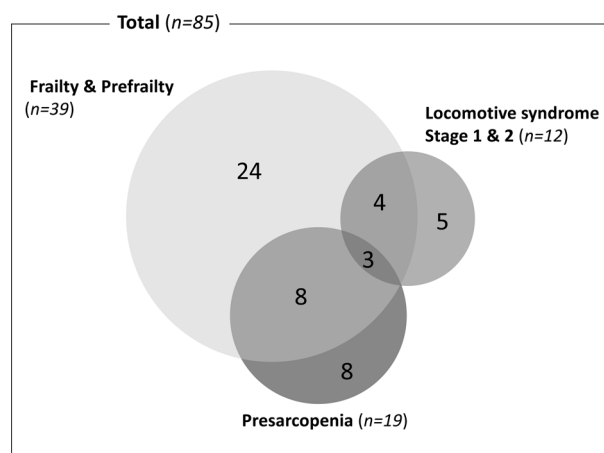 Total (n=85)
Frailty & Prefrailty
(n=39)
Locomotive syndrome
Stage 1 & 2 (n=12)
24
4
5
3
8
8
Presarcopenia (n=19)